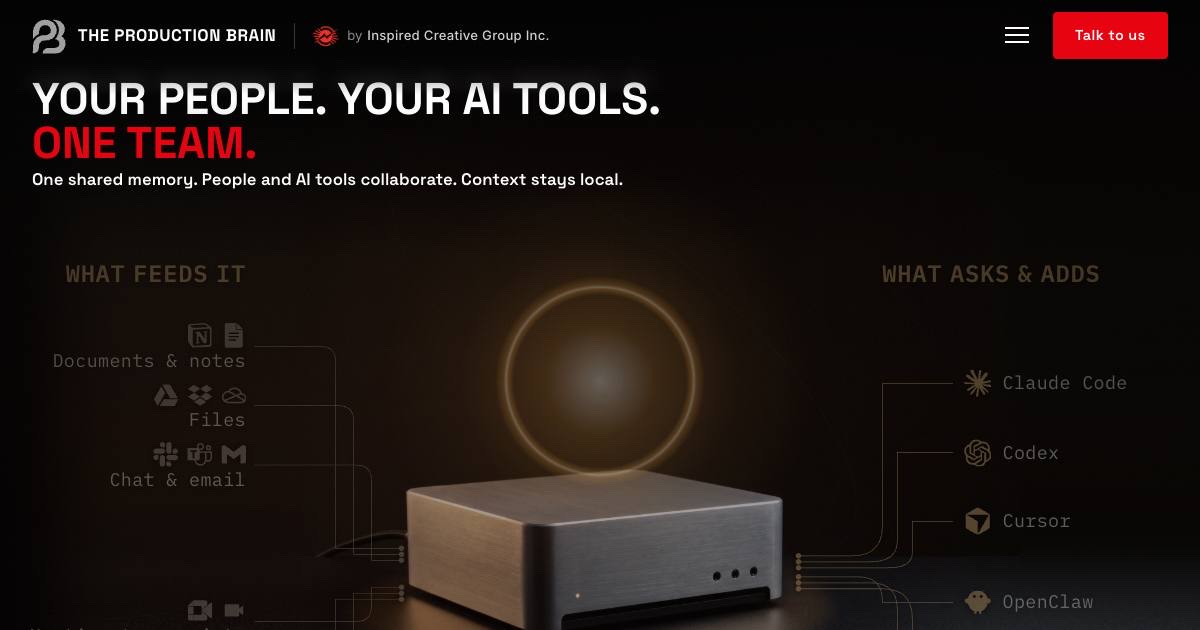 THE PRODUCTION BRAIN
by Inspired Creative Group Inc.
Talk to us
YOUR PEOPLE. YOUR AI TOOLS.
ONE TEAM.
One shared memory. People and AI tools collaborate. Context stays local.
WHAT FEEDS IT
WHAT ASKS & ADDS
Documents & notes
Files
Chat & email
Claude Code
Codex
Cursor
OpenClaw